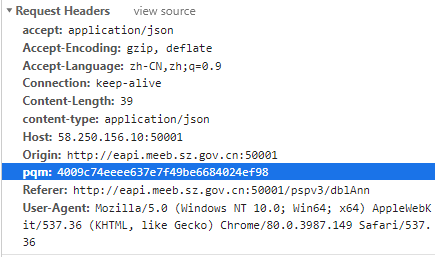 Request Headers view source
accept: application/json
Accept-Encoding: gzip, deflate
Accept-Language: zh-CN,zh;q=0.9
Connection: keep-alive
Content-Length: 39
content-type: application/json
Host: 58.250.156.10:50001
Origin: http://eapi.meeb.sz.gov.cn:50001
pqm: 4009c74eeee637e7f49be6684024ef98
Referer: http://eapi.meeb.sz.gov.cn:50001/pspv3/dblAnn
User-Agent: Mozilla/5.0 (Windows NT 10.0; Win64; x64) AppleWebK
it/537.36 (KHTML, like Gecko) Chrome/80.0.3987.149 Safari/537.
36